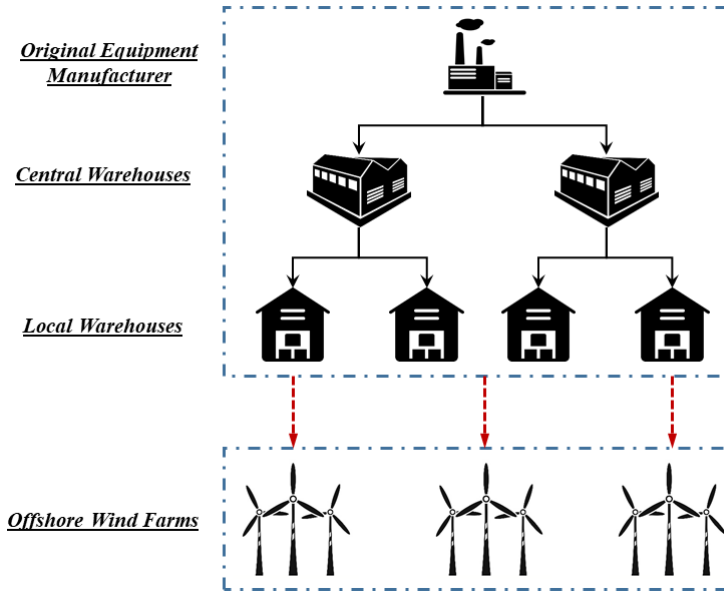 Original Equipment
Manufacturer
Central Warehouses
Local Warehouses
Offshore Wind Farms